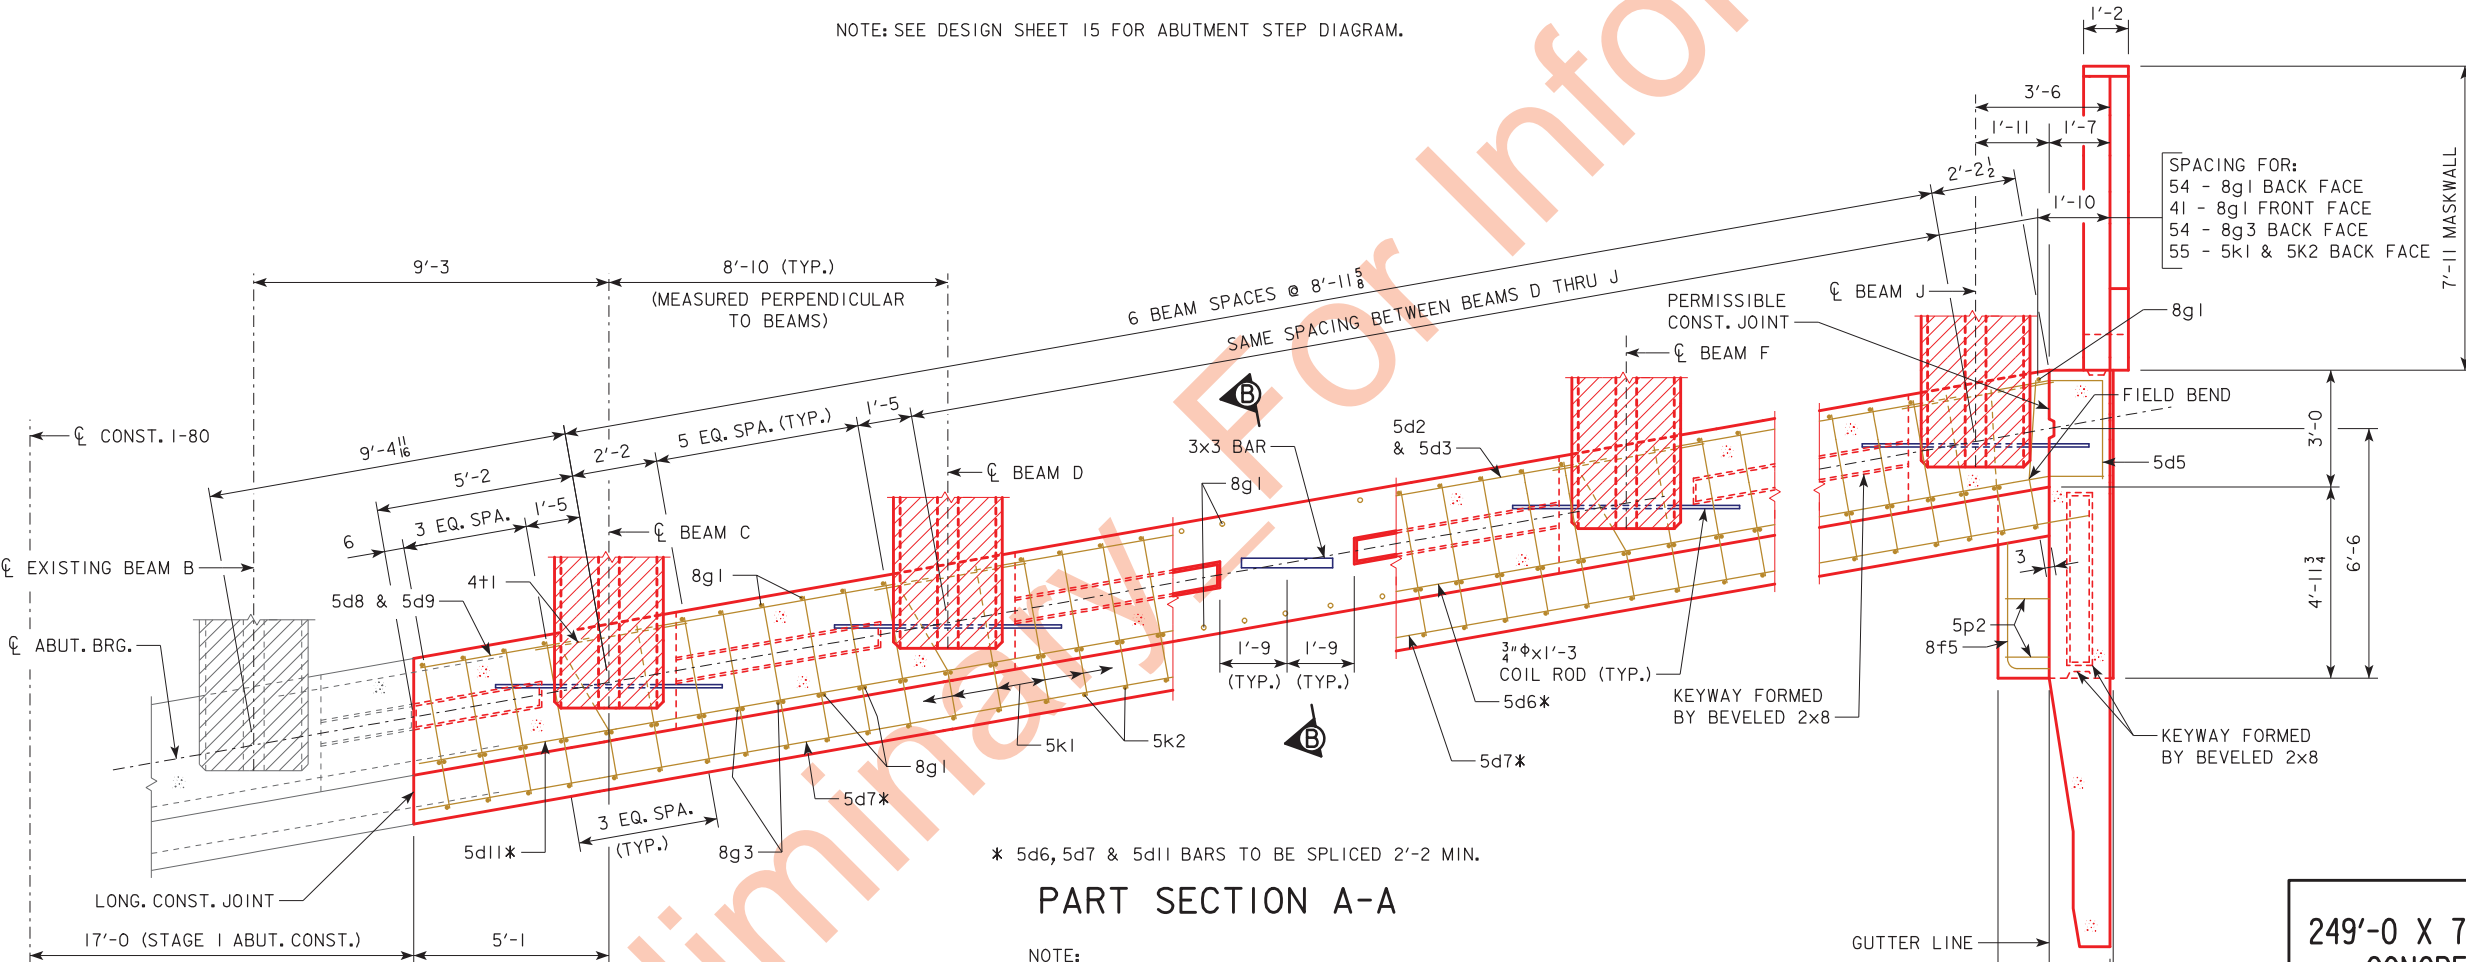 NOTE: SEE DESIGN SHEET 15 FOR ABUTMENT STEP DIAGRAM.
1'-2
3'-6
1'-11
1'-7
2'-2 1/2
1'-10
SPACING FOR:
54 - 8g1 BACK FACE
41 - 8g1 FRONT FACE
54 - 8g3 BACK FACE
55 - 5k1 & 5K2 BACK FACE
7'-11 MASKWALL
9'-3
8'-10 (TYP.)
(MEASURED PERPENDICULAR
TO BEAMS)
6 BEAM SPACES @ 8'-11 5/8
SAME SPACING BETWEEN BEAMS D THRU J
PERMISSIBLE
CONST. JOINT
℄ BEAM J
8g1
℄ BEAM F
B
FIELD BEND
℄ CONST. I-80
9'-4 11/16
5'-2
2'-2
5 EQ. SPA. (TYP.)
1'-5
3x3 BAR
5d2
& 5d3
3'-0
5d5
℄ BEAM D
8g1
6
3 EQ. SPA.
1'-5
℄ BEAM C
℄ EXISTING BEAM B
4t1
8g1
5d8 & 5d9
3
4'-11 3/4
6'-6
℄ ABUT. BRG.
5p2
8f5
1'-9
(TYP.)
1'-9
(TYP.)
3/4"ϕx1'-3
COIL ROD (TYP.)
5d6*
KEYWAY FORMED
BY BEVELED 2x8
KEYWAY FORMED
BY BEVELED 2x8
B
5k1
5k2
8g1
5d7*
5d7*
3 EQ. SPA.
(TYP.)
5d11*
8g3
* 5d6, 5d7 & 5d11 BARS TO BE SPLICED 2'-2 MIN.
PART SECTION A-A
LONG. CONST. JOINT
17'-0 (STAGE 1 ABUT. CONST.)
5'-1
NOTE:
GUTTER LINE
249'-0 X 7
CONCRE
liminary_For Infor